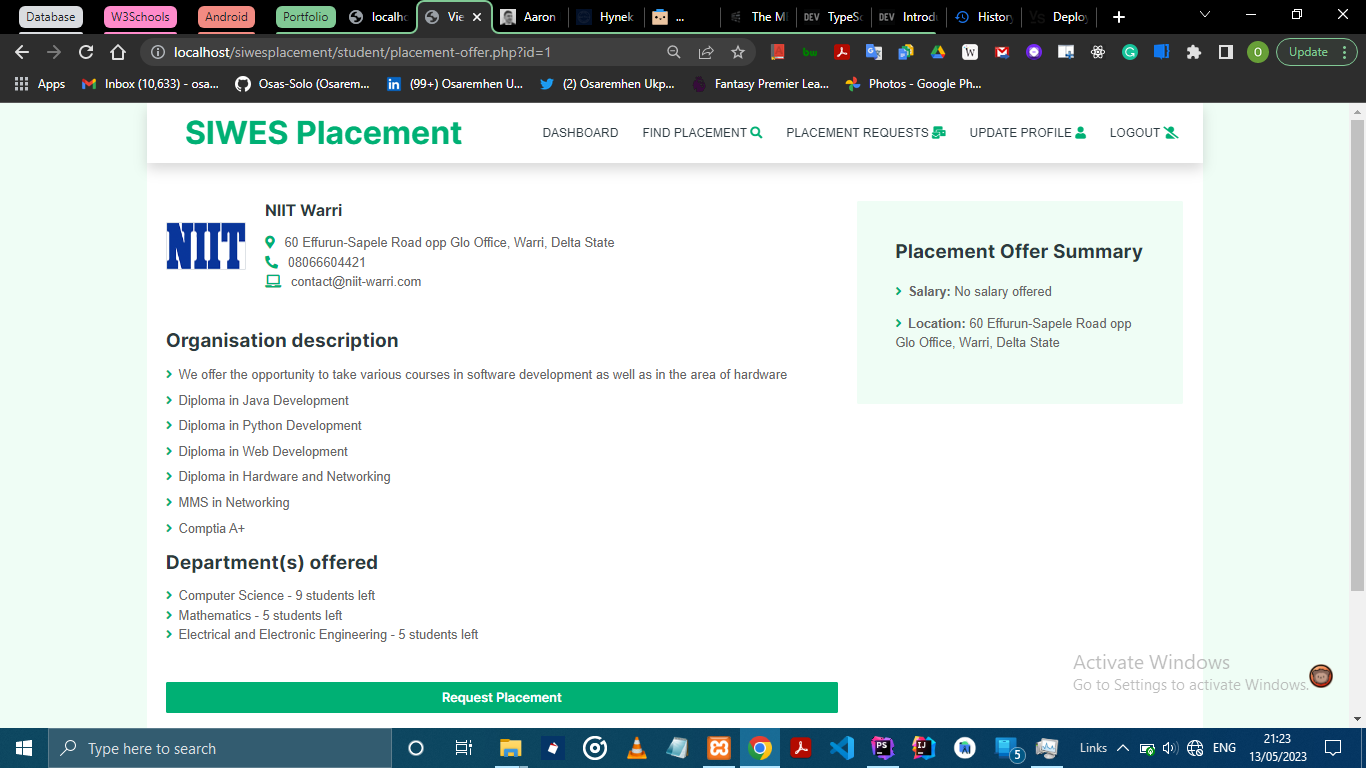 Database W3Schools Android Portfolio localh Vie Aaron Hynek ... The M DEV TypeS DEV Introd History Deploy
localhost/siwesplacement/student/placement-offer.php?id=1 Update
Apps Inbox (10,633) - osa... Osas-Solo (Osarem... (99+) Osaremhen U... (2) Osaremhen Ukp... Fantasy Premier Lea... Photos - Google Ph...
SIWES Placement
DASHBOARD FIND PLACEMENT PLACEMENT REQUESTS UPDATE PROFILE LOGOUT
NIIT
NIIT Warri
60 Effurun-Sapele Road opp Glo Office, Warri, Delta State
08066604421
contact@niit-warri.com
Organisation description
We offer the opportunity to take various courses in software development as well as in the area of hardware
Diploma in Java Development
Diploma in Python Development
Diploma in Web Development
Diploma in Hardware and Networking
MMS in Networking
Comptia A+
Department(s) offered
Computer Science - 9 students left
Mathematics - 5 students left
Electrical and Electronic Engineering - 5 students left
Request Placement
Placement Offer Summary
Salary: No salary offered
Location: 60 Effurun-Sapele Road opp
Glo Office, Warri, Delta State
Activate Windows
Go to Settings to activate Windows.
Type here to search
5
Links
ENG
21:23
13/05/2023